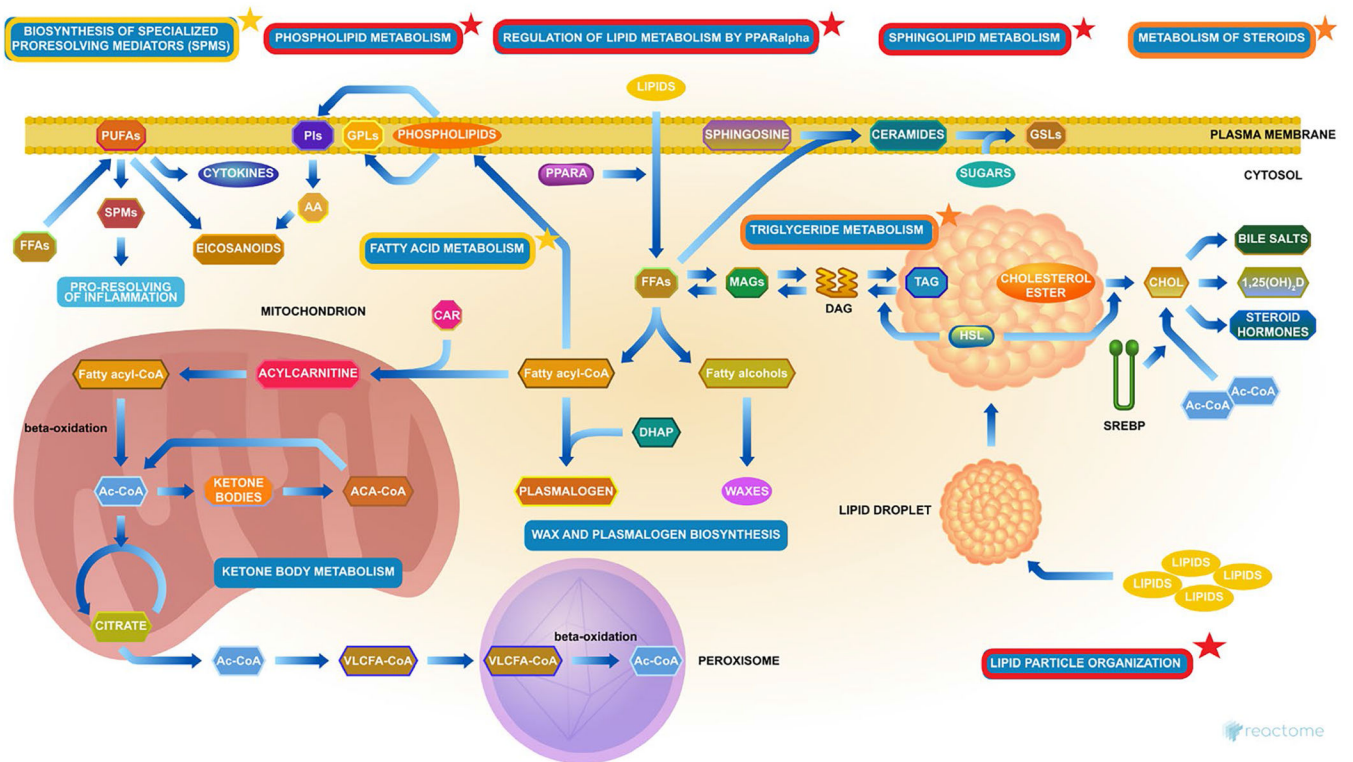 BIOSYNTHESIS OF SPECIALIZED
PRORESOLVING MEDIATORS (SPMS)
PHOSPHOLIPID METABOLISM
REGULATION OF LIPID METABOLISM BY PPARalpha
SPHINGOLIPID METABOLISM
METABOLISM OF STEROIDS
LIPIDS
PUFAs
PIs
GPLs
PHOSPHOLIPIDS
SPHINGOSINE
CERAMIDES
GSLs
PLASMA MEMBRANE
CYTOKINES
PPARA
SUGARS
CYTOSOL
SPMs
AA
FFAs
EICOSANOIDS
FATTY ACID METABOLISM
TRIGLYCERIDE METABOLISM
BILE SALTS
PRO-RESOLVING
OF INFLAMMATION
FFAs
MAGs
DAG
TAG
CHOLESTEROL
ESTER
CHOL
1,25(OH)2D
STEROID
HORMONES
MITOCHONDRION
CAR
HSL
Fatty acyl-CoA
ACYLCARNITINE
Fatty acyl-CoA
Fatty alcohols
SREBP
Ac-CoA
Ac-CoA
beta-oxidation
DHAP
Ac-CoA
KETONE
BODIES
ACA-CoA
PLASMALOGEN
WAXES
LIPID DROPLET
WAX AND PLASMALOGEN BIOSYNTHESIS
KETONE BODY METABOLISM
LIPIDS
LIPIDS
LIPIDS
LIPIDS
CITRATE
beta-oxidation
Ac-CoA
VLCFA-CoA
VLCFA-CoA
Ac-CoA
PEROXISOME
LIPID PARTICLE ORGANIZATION
reactome